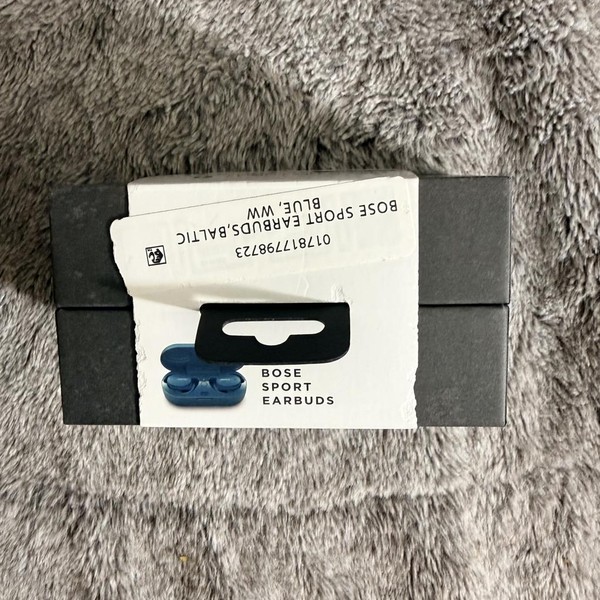 BOSE SPORT EARBUDS,BALTIC
BLUE, WW
017817798723
BOSE
SPORT
EARBUDS